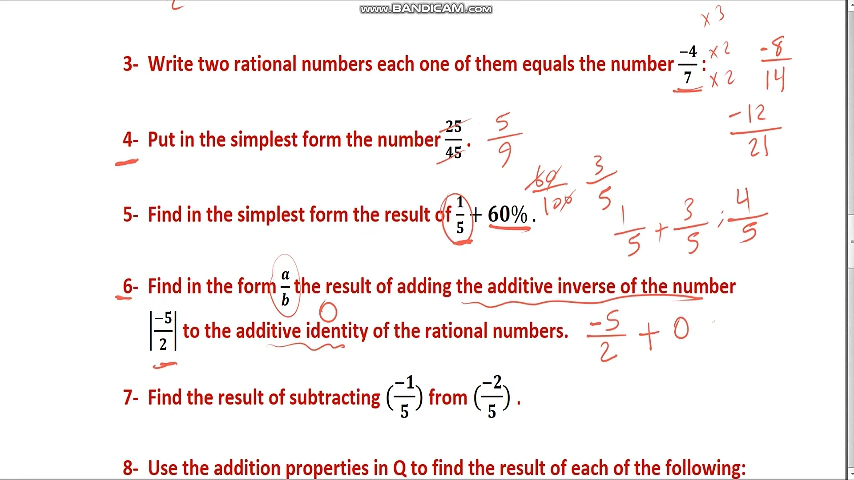 WWW.BANDICAM.COM
x 3
3- Write two rational numbers each one of them equals the number -4/7 : x 2 x 2 -8/14
-12/21
4- Put in the simplest form the number 25/45 . 5/9
60/100 3/5
5- Find in the simplest form the result of 1/5 + 60% . 1/5 + 3/5 ; 4/5
6- Find in the form a/b the result of adding the additive inverse of the number
0
|-5/2| to the additive identity of the rational numbers. -5/2 + 0
7- Find the result of subtracting (-1/5) from (-2/5) .
8- Use the addition properties in Q to find the result of each of the following: